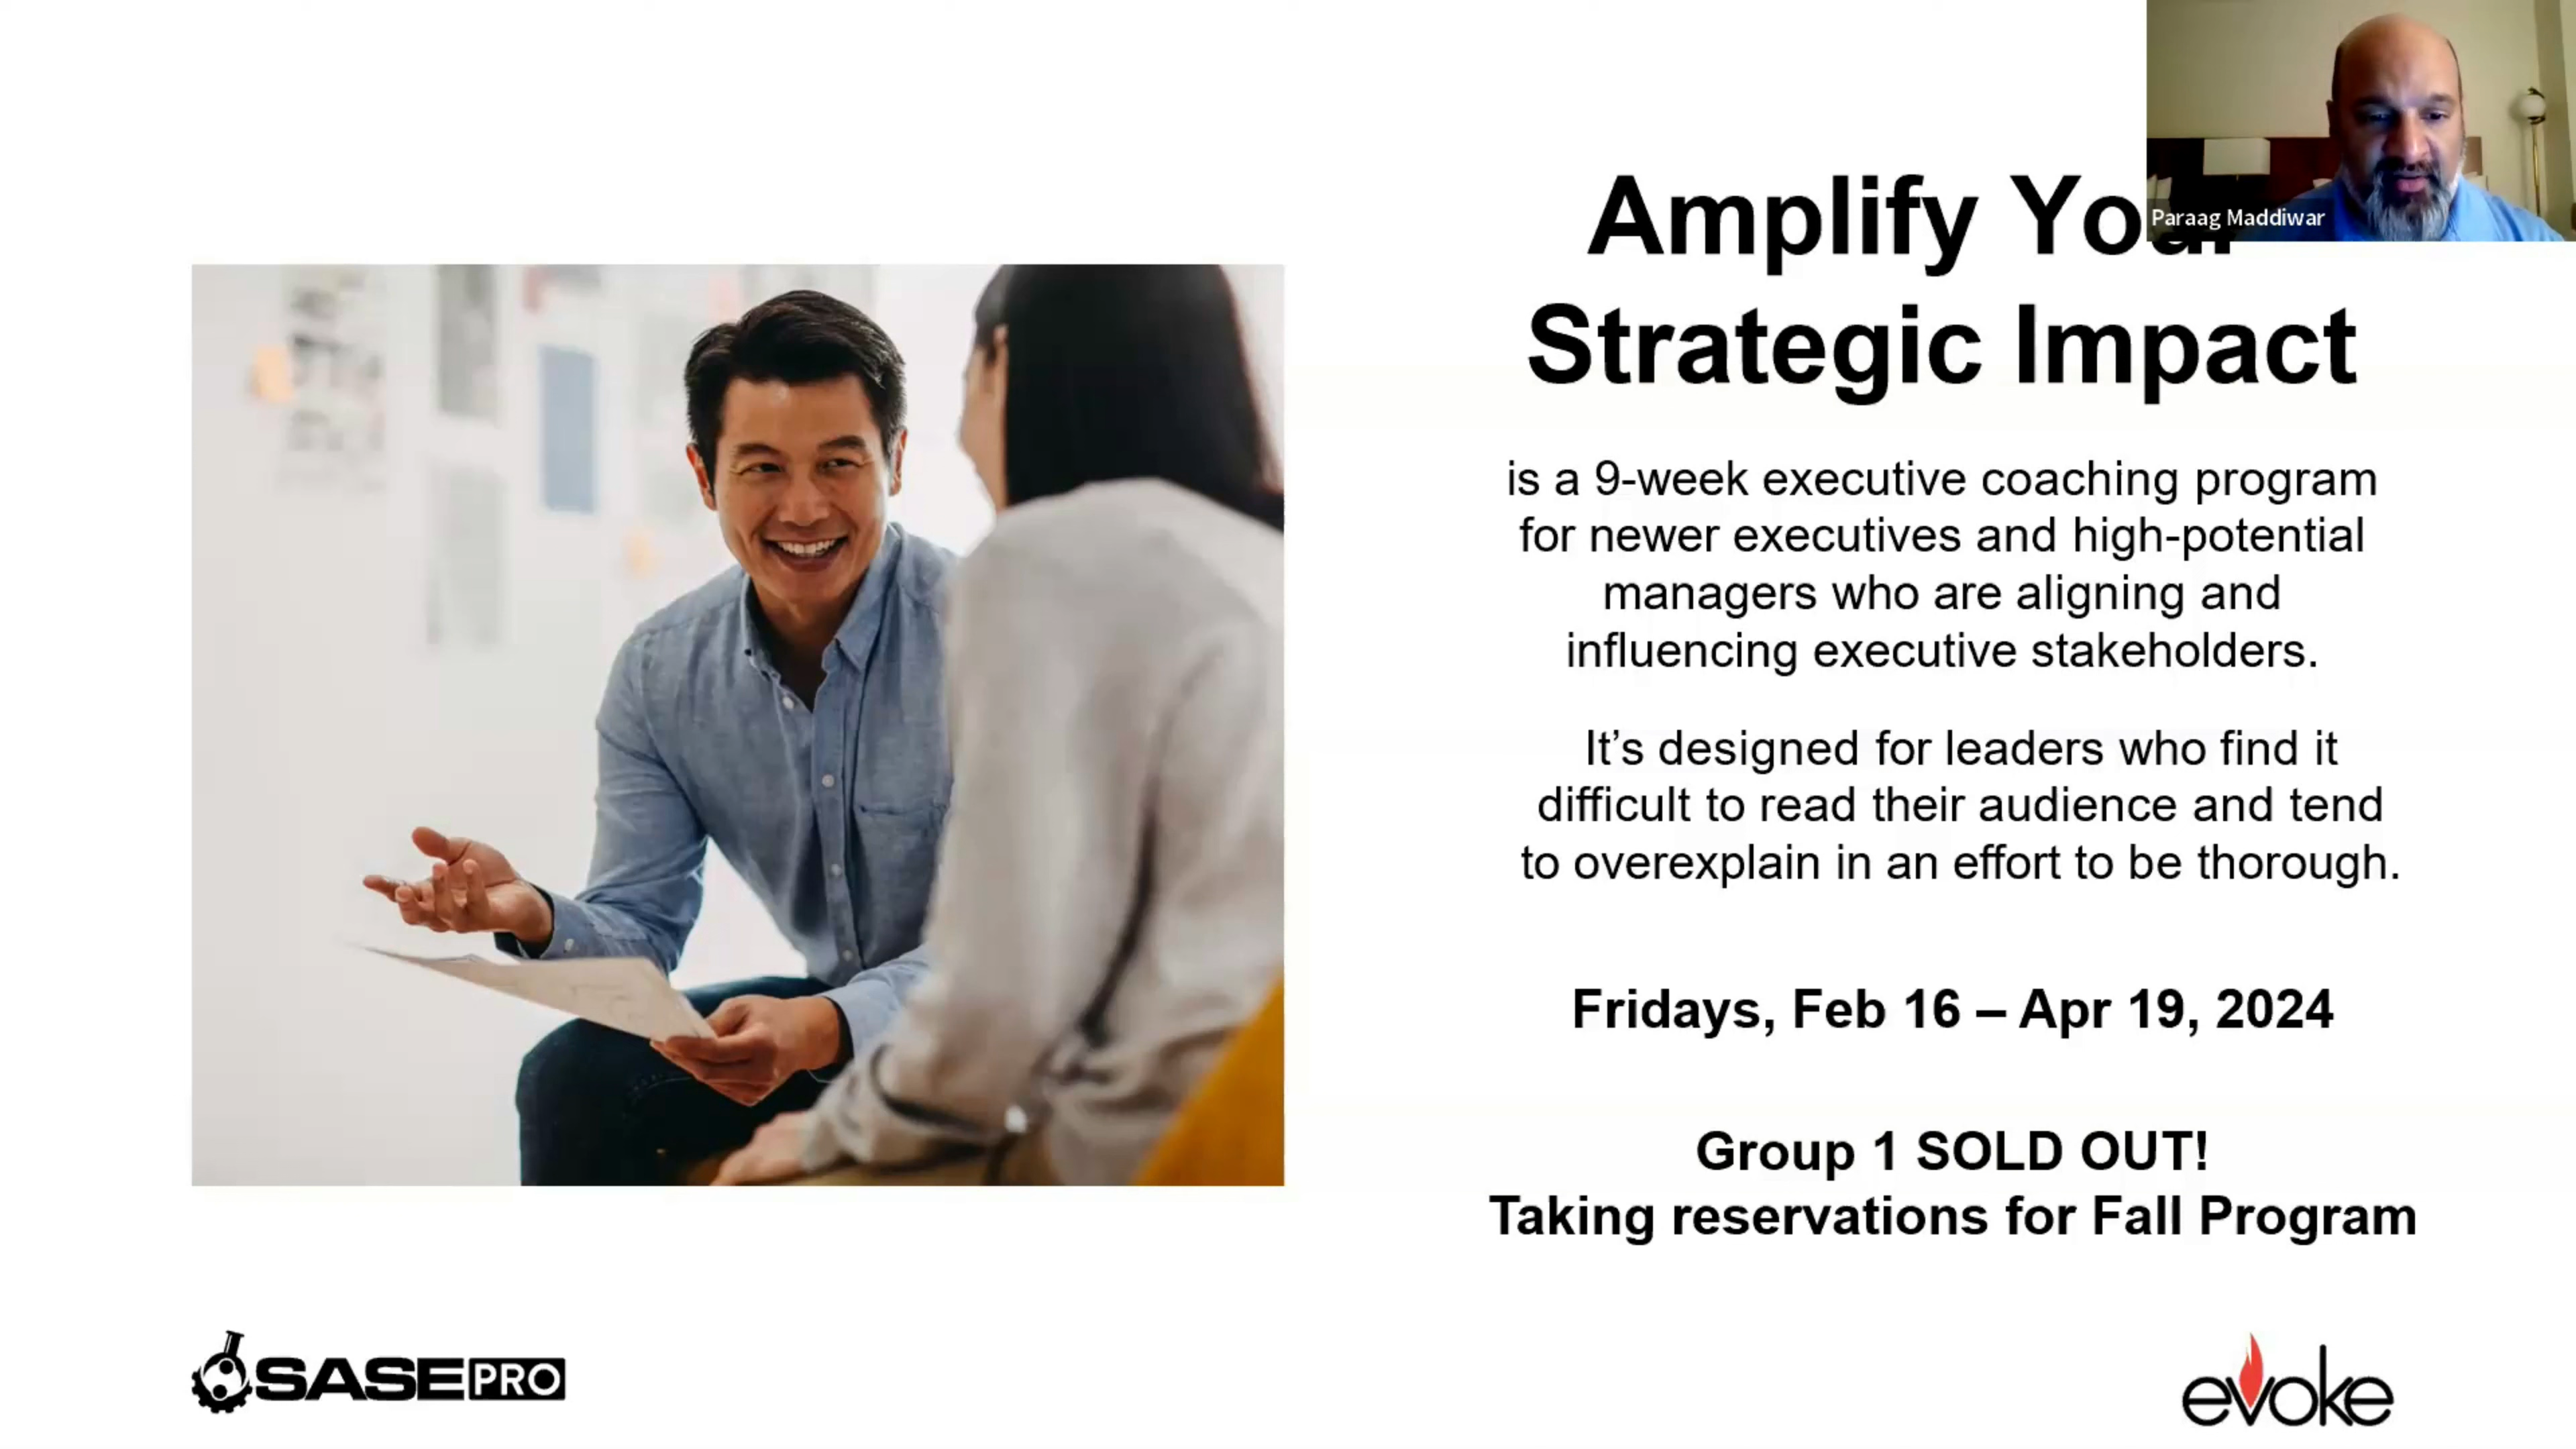 Amplify Your
Paraag Maddiwar
Strategic Impact
is a 9-week executive coaching program
for newer executives and high-potential
managers who are aligning and
influencing executive stakeholders.
It’s designed for leaders who find it
difficult to read their audience and tend
to overexplain in an effort to be thorough.
Fridays, Feb 16 – Apr 19, 2024
Group 1 SOLD OUT!
Taking reservations for Fall Program
SASE PRO
evoke